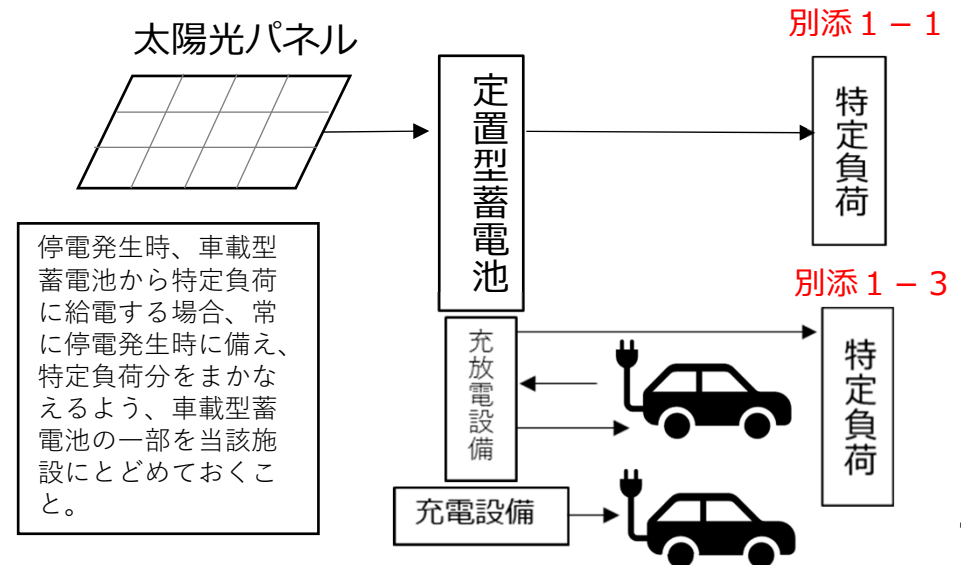 別添１－１
太陽光パネル
定置型蓄電池
特定負荷
停電発生時、車載型
蓄電池から特定負荷
に給電する場合、常
に停電発生時に備え、
特定負荷分をまかな
えるよう、車載型蓄
電池の一部を当該施
設にとどめておくこ
と。
別添１－３
充放電設備
特定負荷
充電設備